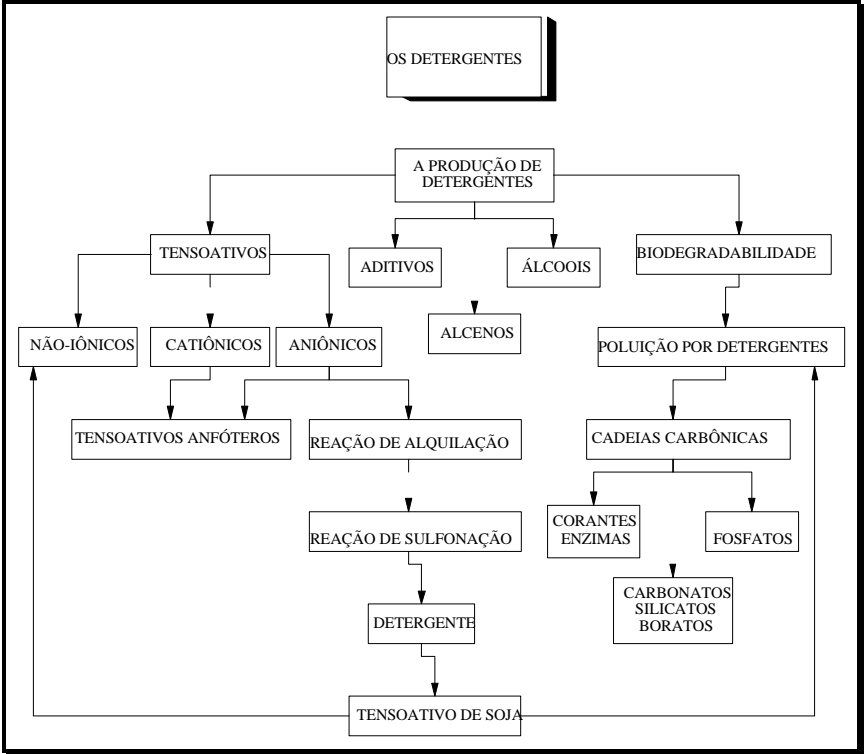 OS DETERGENTES
A PRODUÇÃO DE
DETERGENTES
TENSOATIVOS
ADITIVOS
ÁLCOOIS
BIODEGRADABILIDADE
NÃO-IÔNICOS
CATIÔNICOS
ANIÔNICOS
ALCENOS
POLUIÇÃO POR DETERGENTES
TENSOATIVOS ANFÓTEROS
REAÇÃO DE ALQUILAÇÃO
CADEIAS CARBÔNICAS
CORANTES
ENZIMAS
FOSFATOS
REAÇÃO DE SULFONAÇÃO
CARBONATOS
SILICATOS
BORATOS
DETERGENTE
TENSOATIVO DE SOJA